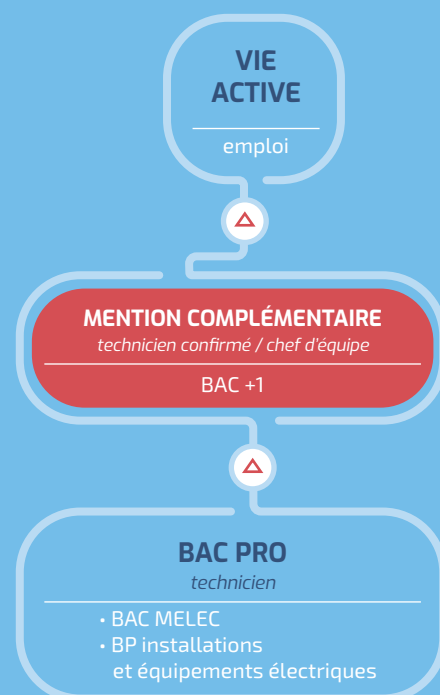 VIE
ACTIVE
emploi
MENTION COMPLÉMENTAIRE
technicien confirmé / chef d'équipe
BAC +1
BAC PRO
technicien
• BAC MELEC
• BP installations
et équipements électriques